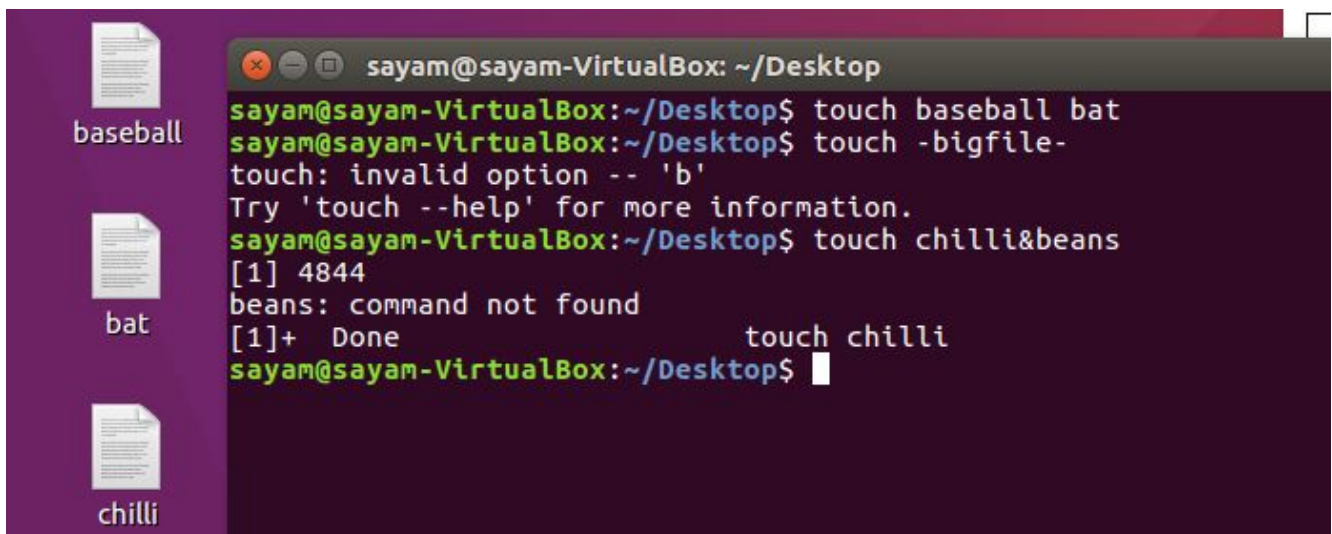 baseball
bat
chilli
sayam@sayam-VirtualBox: ~/Desktop
sayam@sayam-VirtualBox:~/Desktop$ touch baseball bat
sayam@sayam-VirtualBox:~/Desktop$ touch -bigfile-
touch: invalid option -- 'b'
Try 'touch --help' for more information.
sayam@sayam-VirtualBox:~/Desktop$ touch chilli&beans
[1] 4844
beans: command not found
[1]+  Done                 touch chilli
sayam@sayam-VirtualBox:~/Desktop$